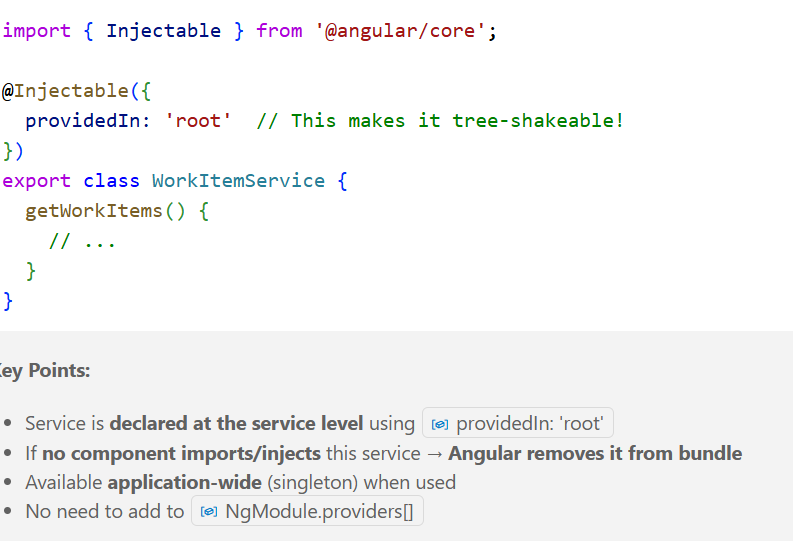 import { Injectable } from '@angular/core';
@Injectable({
providedIn: 'root' // This makes it tree-shakeable!
})
export class WorkItemService {
getWorkItems() {
// ...
}
}
ey Points:
• Service is declared at the service level using providedIn: 'root'
• If no component imports/injects this service → Angular removes it from bundle
• Available application-wide (singleton) when used
• No need to add to NgModule.providers[]